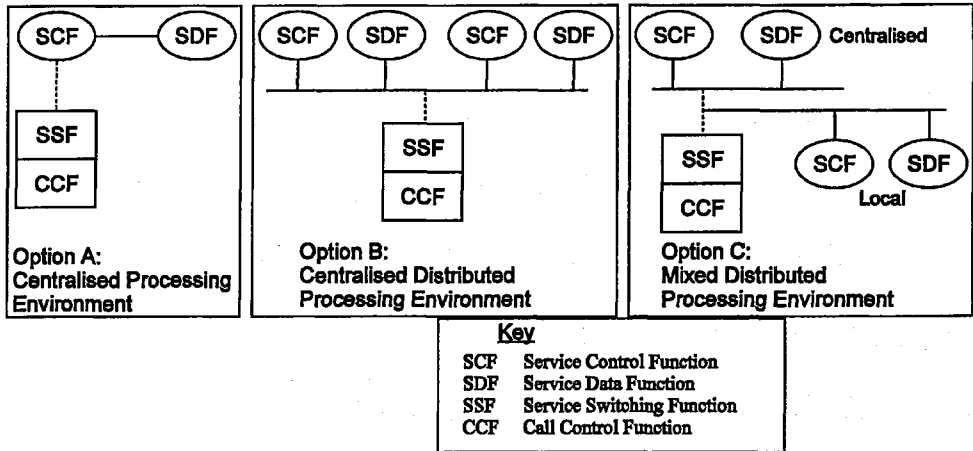 SCF
SDF
SSF
CCF
Option A:
Centralised Processing
Environment
SCF
SDF
SCF
SDF
SSF
CCF
Option B:
Centralised Distributed
Processing Environment
SCF
SDF
Centralised
SSF
CCF
SCF
SDF
Local
Option C:
Mixed Distributed
Processing Environment
Key
SCF Service Control Function
SDF Service Data Function
SSF Service Switching Function
CCF Call Control Function